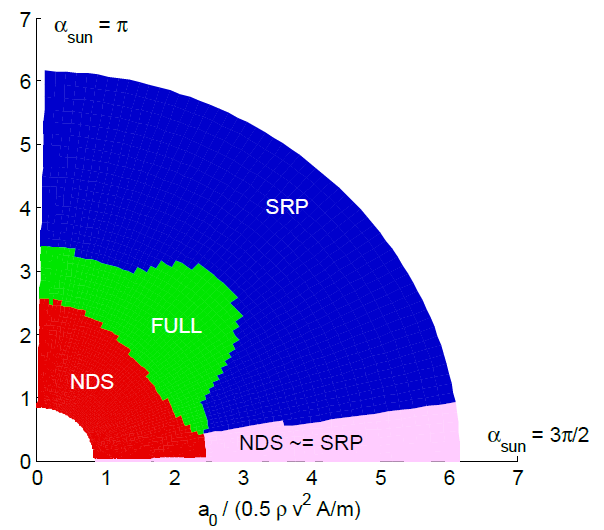 7
α_sun = π
6
5
SRP
4
3
FULL
2
NDS
1
NDS ~= SRP
α_sun = 3π/2
0
0 1 2 3 4 5 6 7
a_0 / (0.5 ρ v^2 A/m)